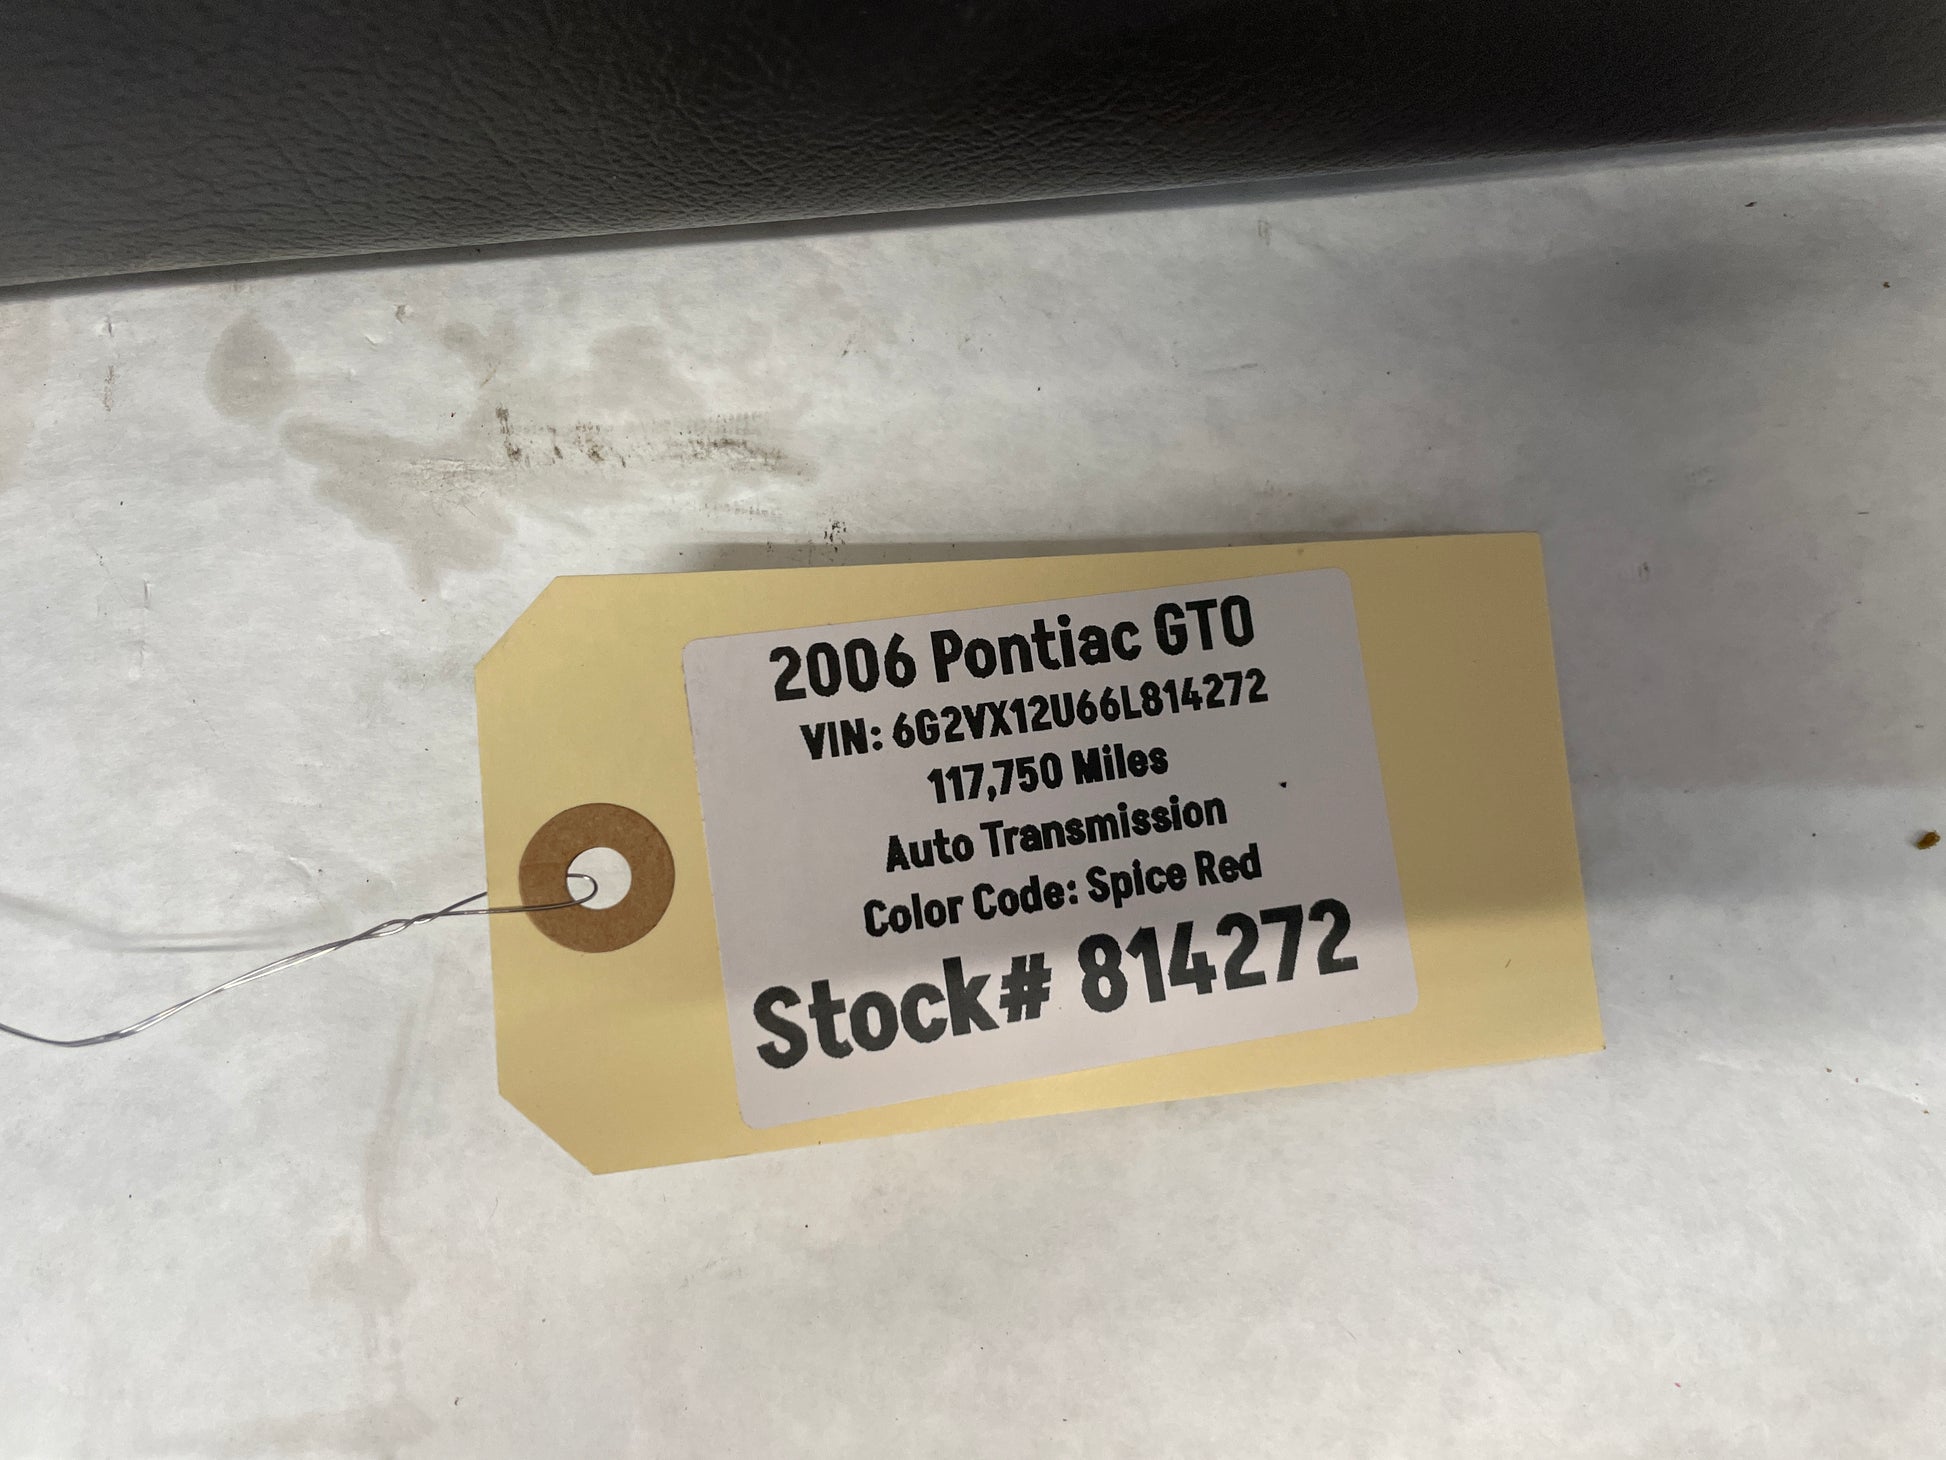 2006 Pontiac GTO
VIN: 6G2VX12U66L814272
117,750 Miles
Auto Transmission
Color Code: Spice Red
Stock# 814272